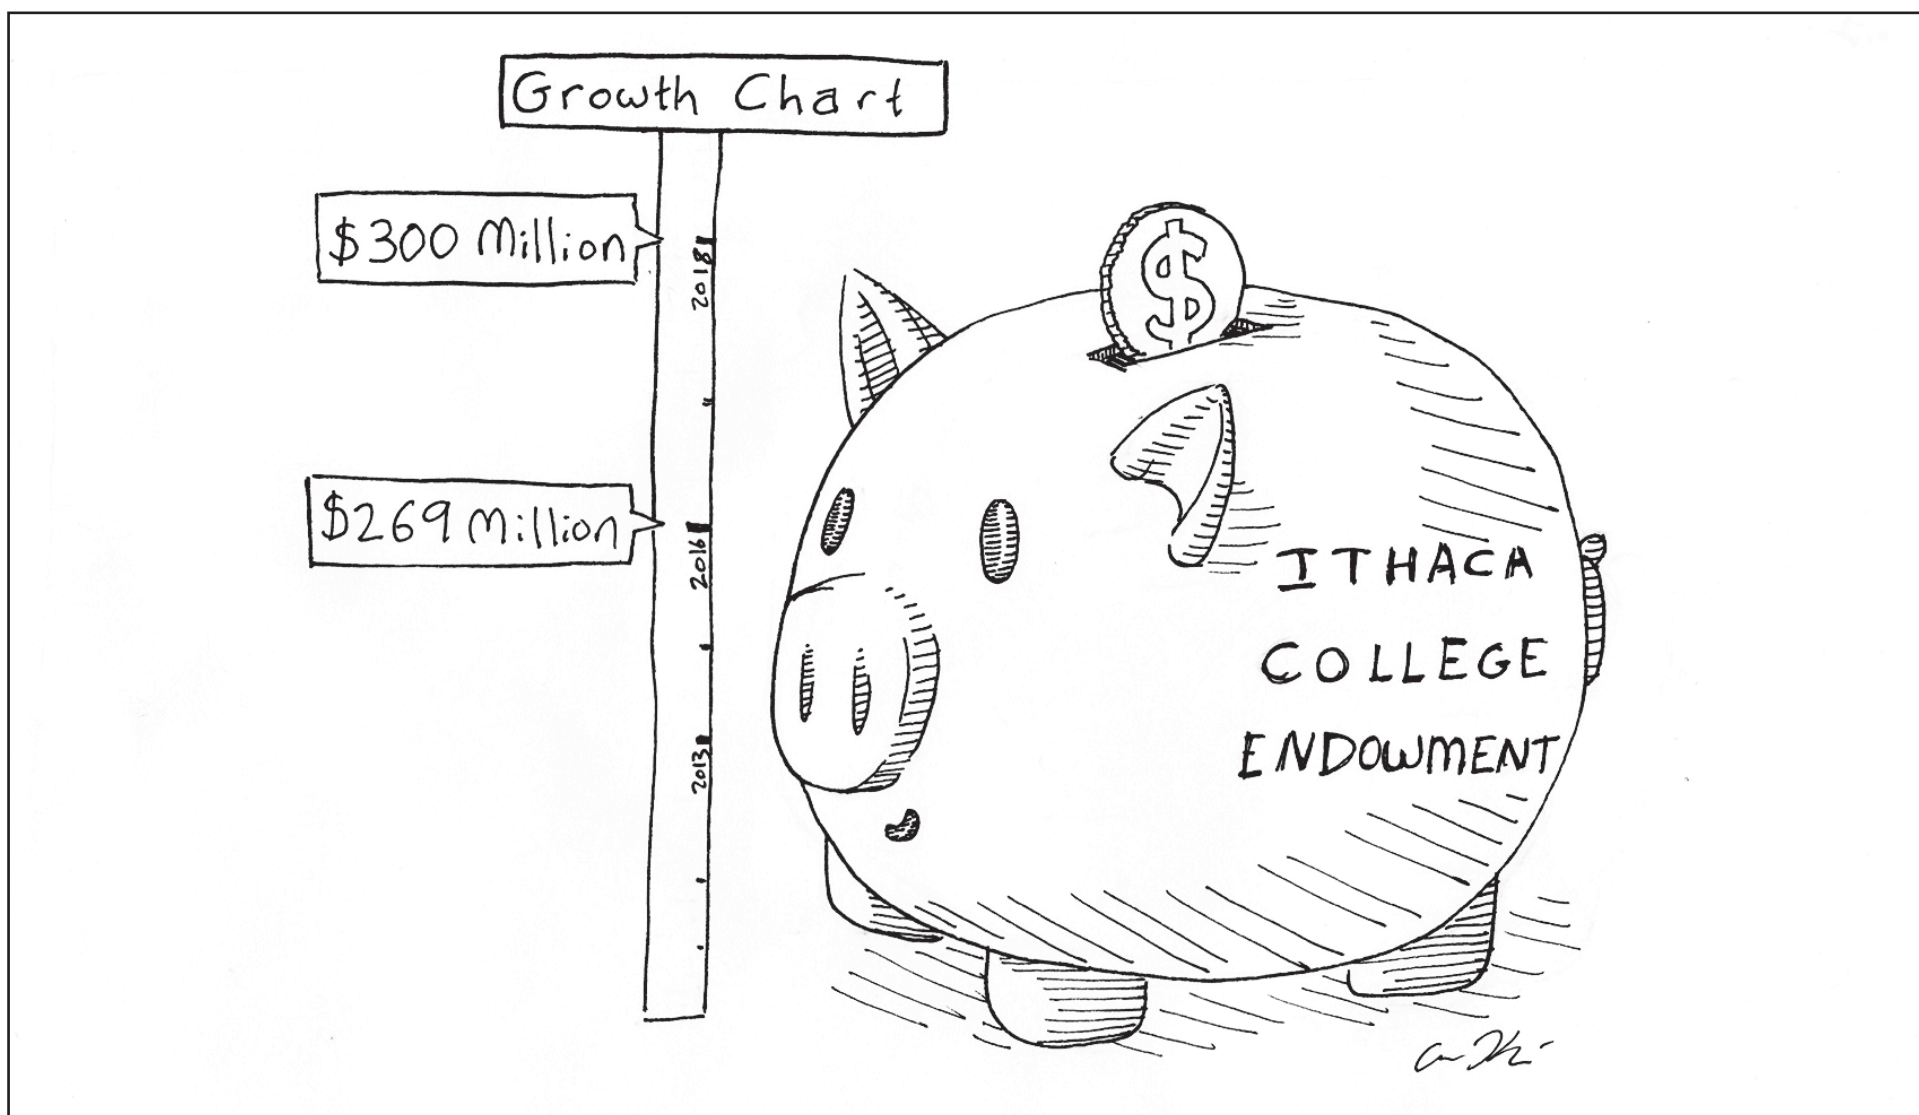 Growth Chart
$300 Million
2018
$269 Million
2016
2013
$
ITHACA
COLLEGE
ENDOWMENT